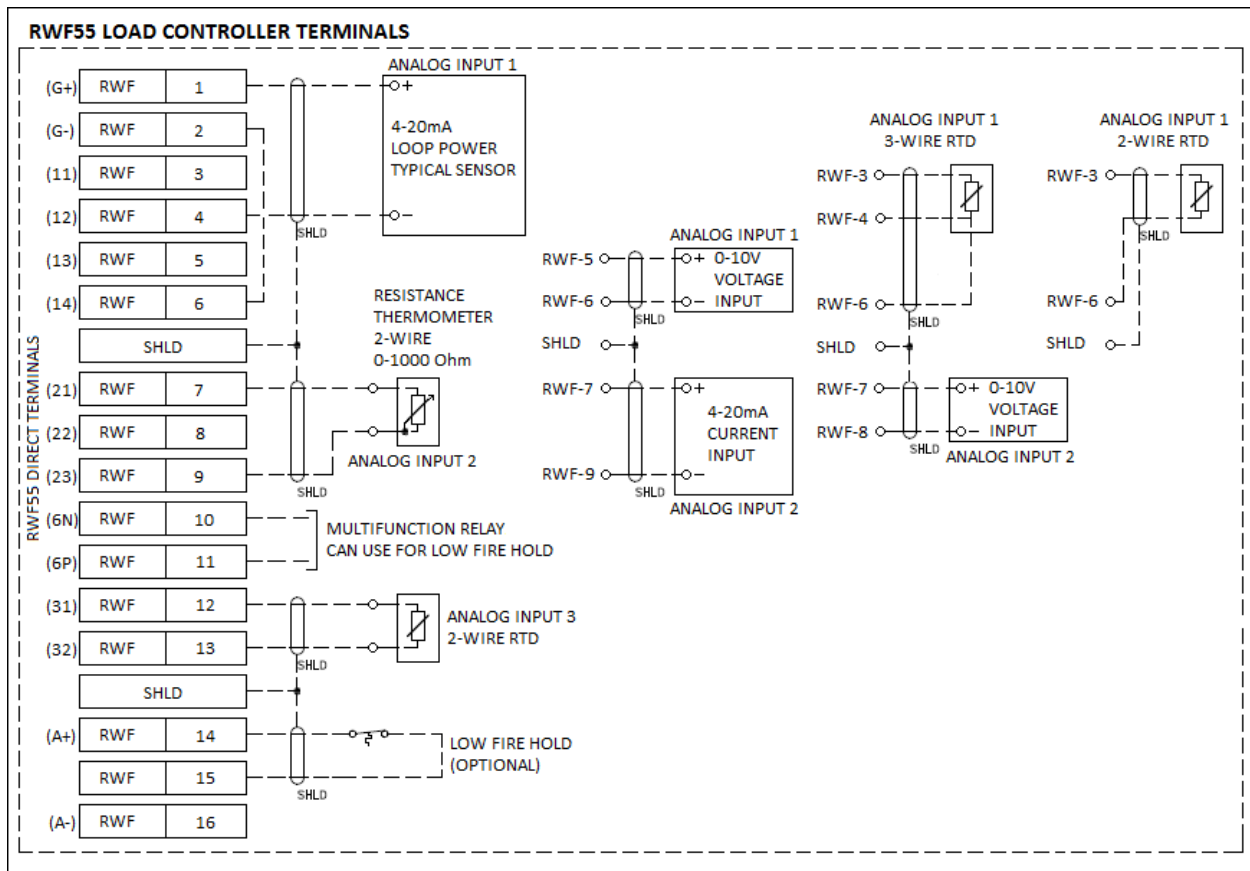 RWF55 LOAD CONTROLLER TERMINALS
RWF55 DIRECT TERMINALS
(G+) RWF 1
(G-) RWF 2
(11) RWF 3
(12) RWF 4
(13) RWF 5
(14) RWF 6
SHLD
(21) RWF 7
(22) RWF 8
(23) RWF 9
(6N) RWF 10
(6P) RWF 11
(31) RWF 12
(32) RWF 13
SHLD
(A+) RWF 14
RWF 15
(A-) RWF 16
ANALOG INPUT 1
+
4-20mA
LOOP POWER
TYPICAL SENSOR
-
SHLD
RESISTANCE
THERMOMETER
2-WIRE
0-1000 Ohm
ANALOG INPUT 2
SHLD
MULTIFUNCTION RELAY
CAN USE FOR LOW FIRE HOLD
ANALOG INPUT 3
2-WIRE RTD
SHLD
LOW FIRE HOLD
(OPTIONAL)
SHLD
ANALOG INPUT 1
RWF-5 + 0-10V
VOLTAGE
RWF-6 - INPUT
SHLD
SHLD
RWF-7 +
4-20mA
CURRENT
INPUT
RWF-9 -
SHLD
ANALOG INPUT 2
ANALOG INPUT 1
3-WIRE RTD
RWF-3
RWF-4
RWF-6
SHLD
SHLD
RWF-7 + 0-10V
VOLTAGE
RWF-8 - INPUT
SHLD
ANALOG INPUT 2
ANALOG INPUT 1
2-WIRE RTD
RWF-3
SHLD
RWF-6
SHLD